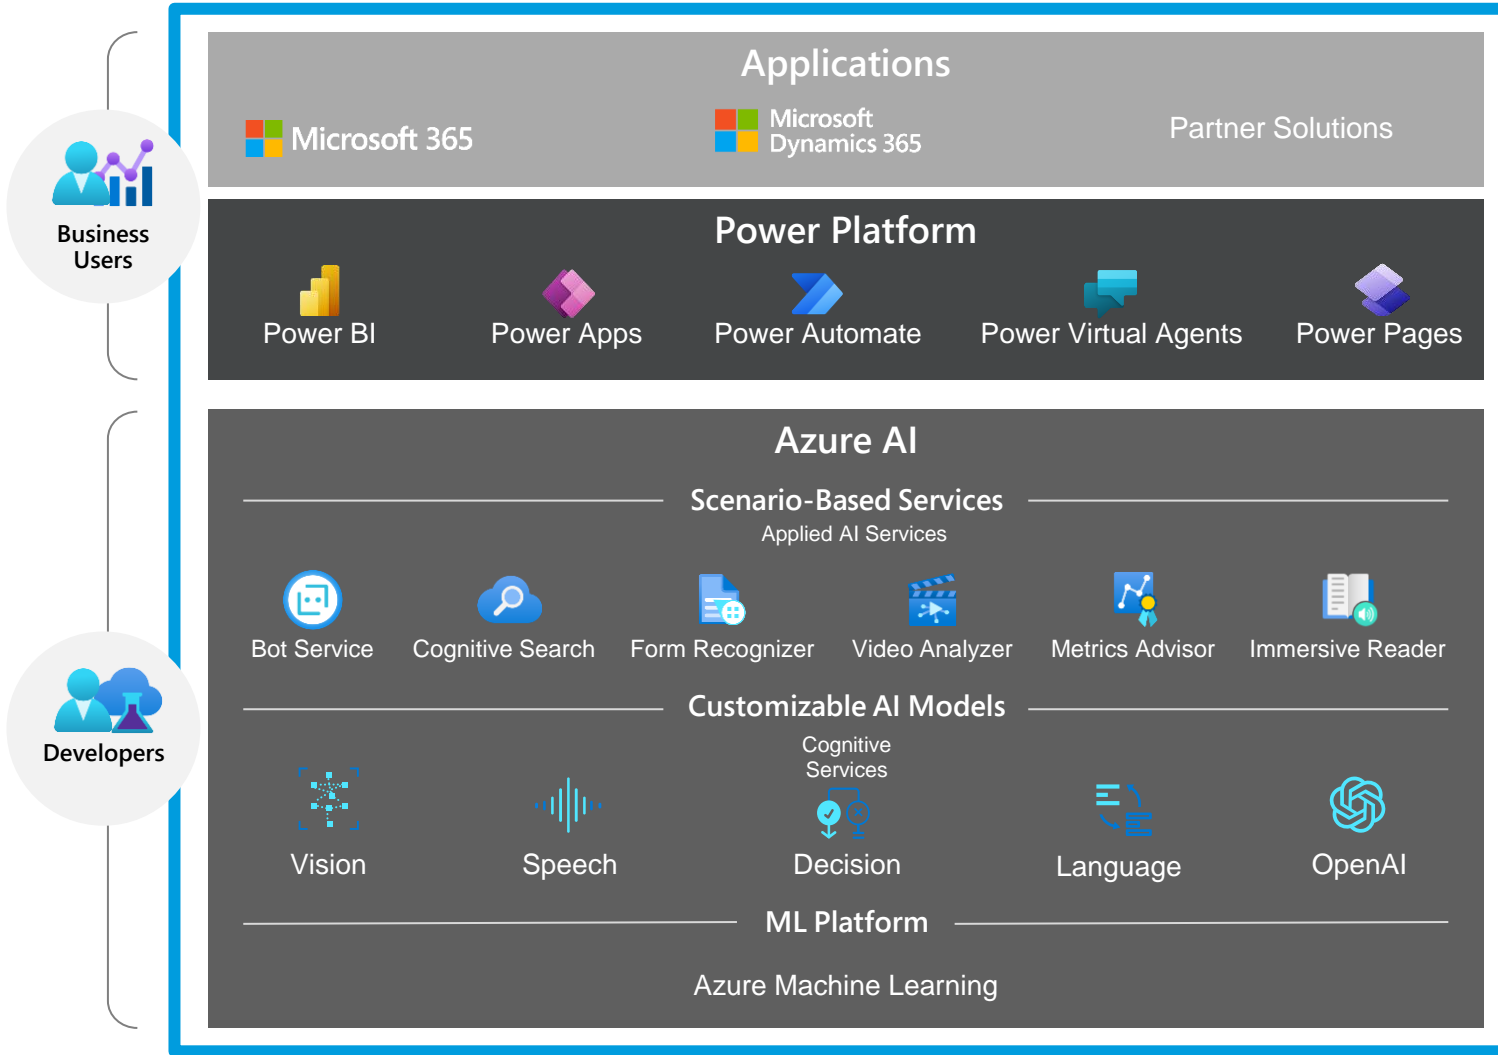 Applications
Microsoft 365
Microsoft
Dynamics 365
Partner Solutions
Business
Users
Power Platform
Power BI
Power Apps
Power Automate
Power Virtual Agents
Power Pages
Azure AI
Scenario-Based Services
Applied AI Services
Bot Service
Cognitive Search
Form Recognizer
Video Analyzer
Metrics Advisor
Immersive Reader
Developers
Customizable AI Models
Cognitive
Services
Vision
Speech
Decision
Language
OpenAI
ML Platform
Azure Machine Learning